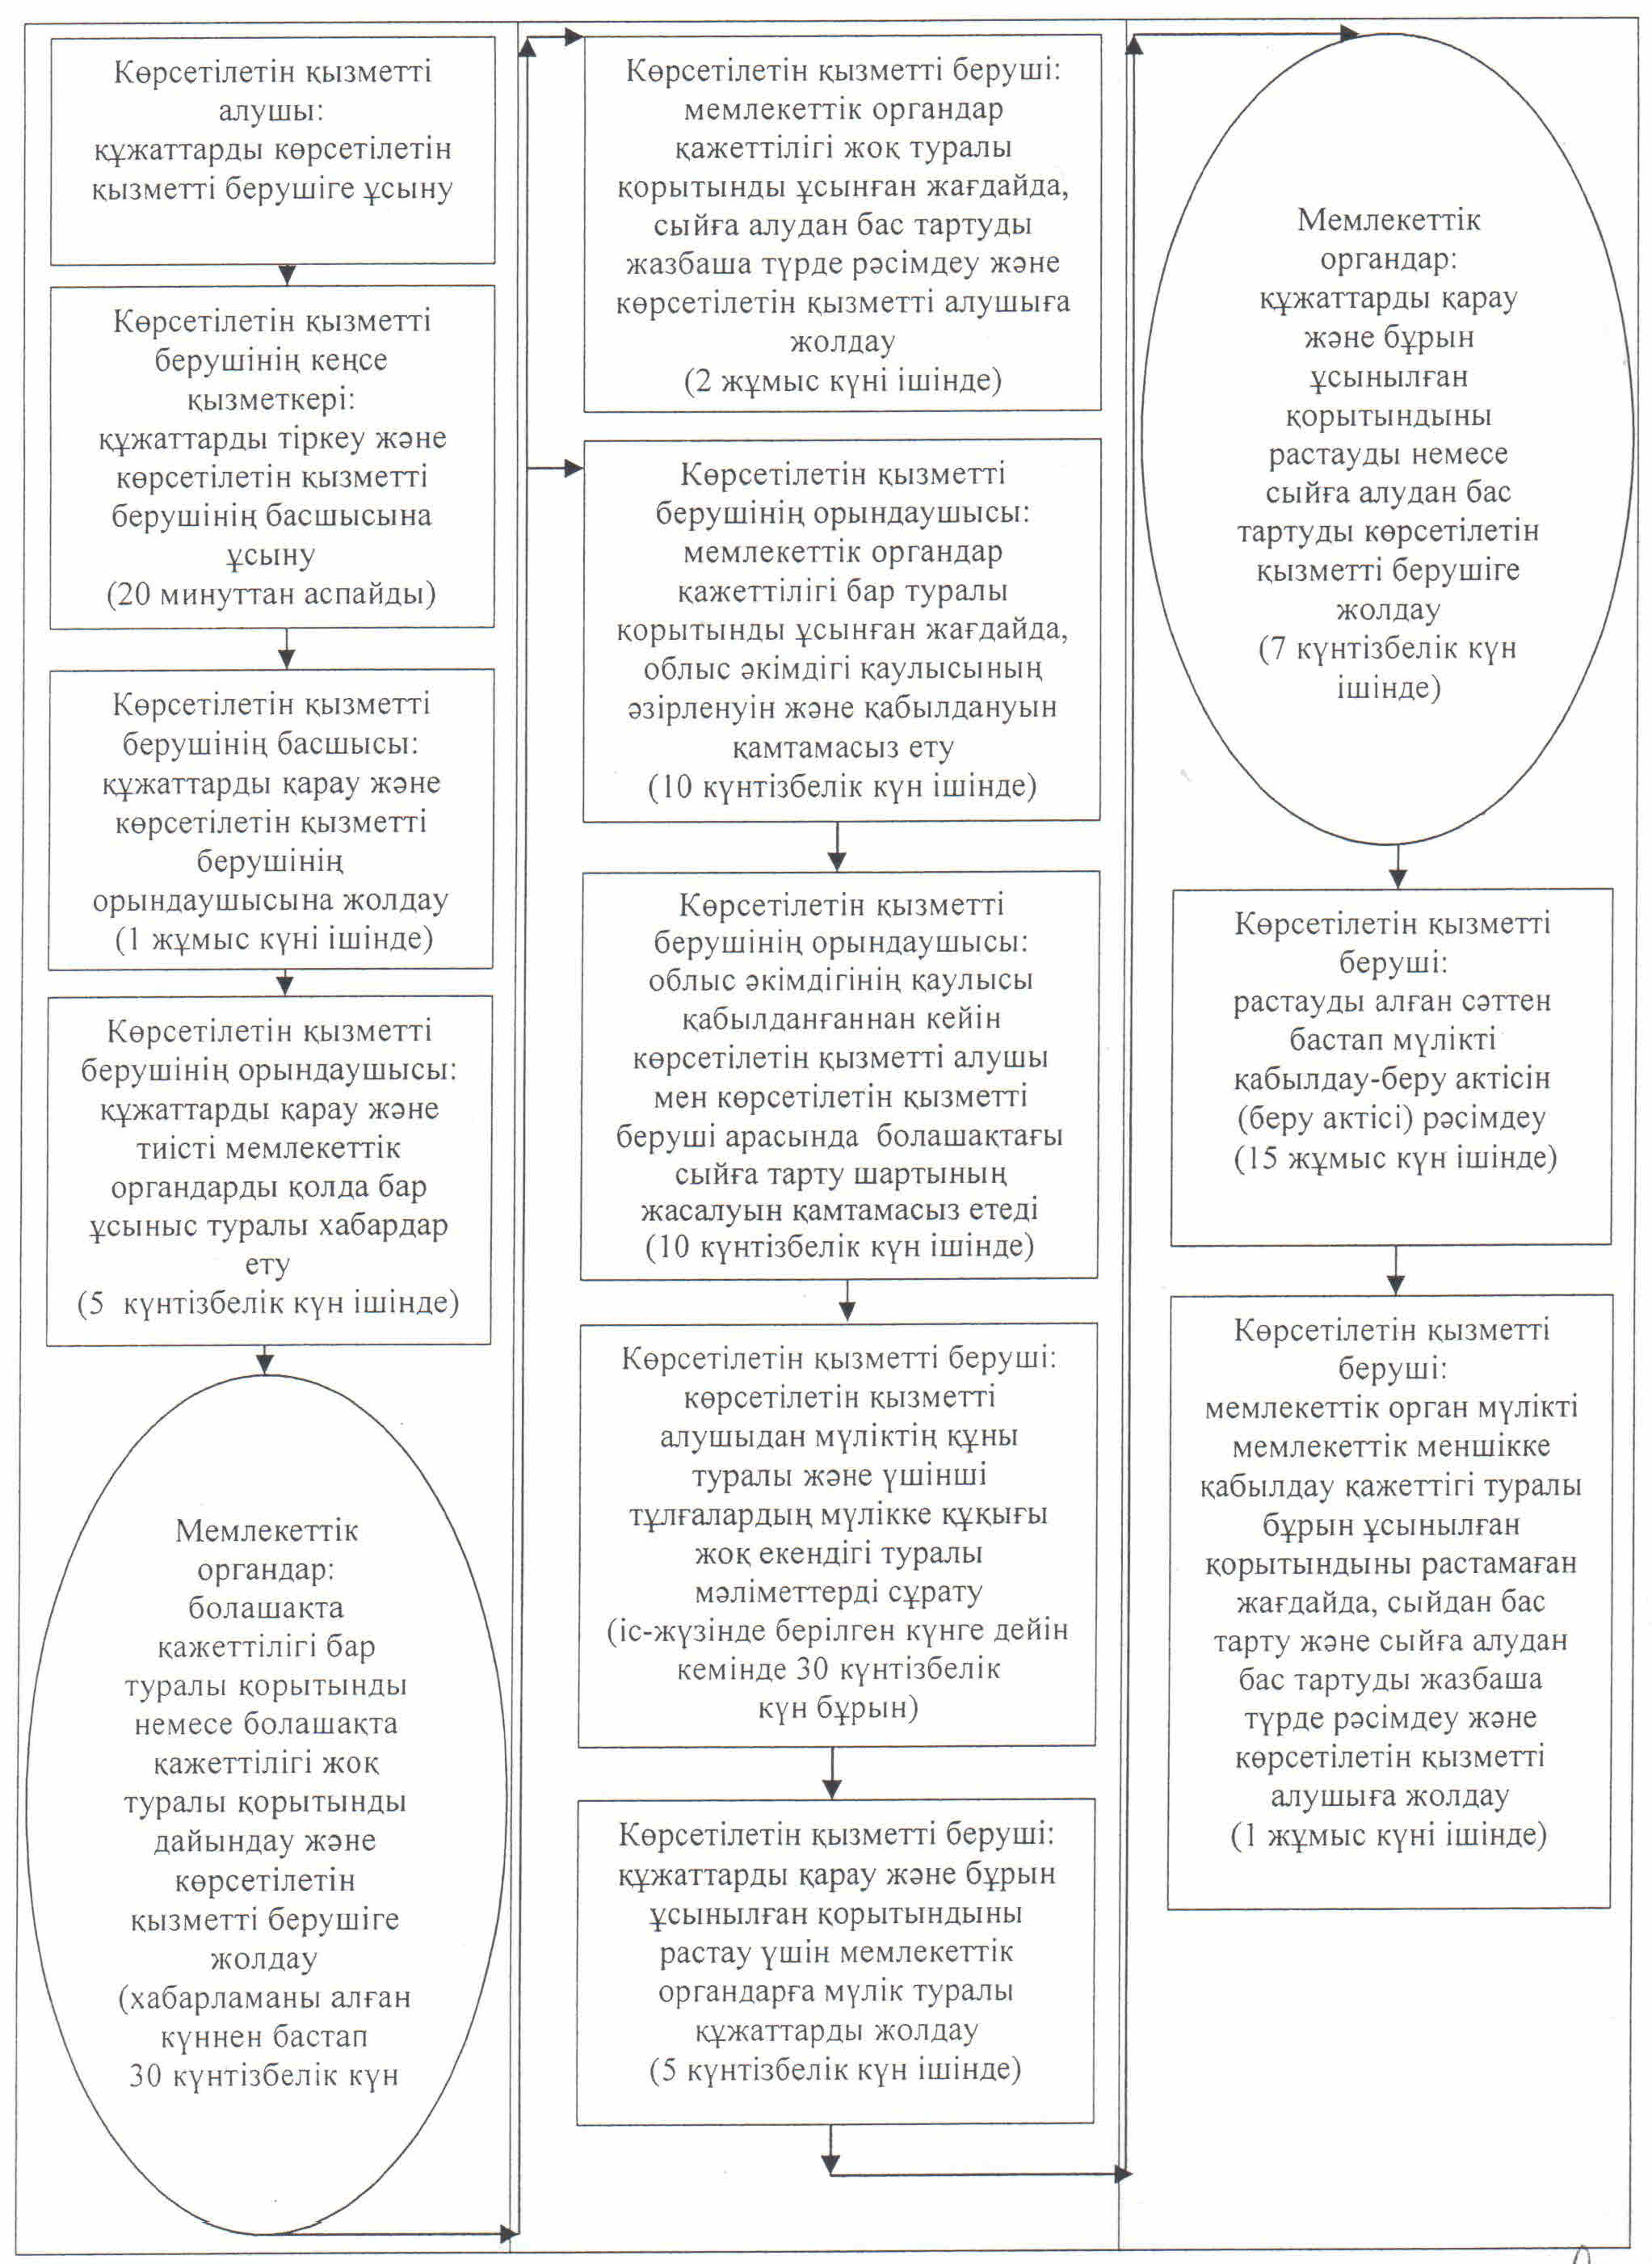 Көрсетілетін қызметті
алушы:
құжаттарды көрсетілетін
қызметті берушіге ұсыну
Көрсетілетін қызметті
берушінің кеңсе
қызметкері:
құжаттарды тіркеу және
көрсетілетін қызметті
берушінің басшысына
ұсыну
(20 минуттан аспайды)
Көрсетілетін қызметті
берушінің басшысы:
құжаттарды қарау және
көрсетілетін қызметті
берушінің
орындаушысына жолдау
(1 жұмыс күні ішінде)
Көрсетілетін қызметті
берушінің орындаушысы:
құжаттарды қарау және
тиісті мемлекеттік
органдарды қолда бар
ұсыныс туралы хабардар
ету
(5 күнтізбелік күн ішінде)
Мемлекеттік
органдар:
болашақта
қажеттілігі бар
туралы қорытынды
немесе болашақта
қажеттілігі жоқ
туралы қорытынды
дайындау және
көрсетілетін
қызметті берушіге
жолдау
(хабарламаны алған
күннен бастап
30 күнтізбелік күн
Көрсетілетін қызметті беруші:
мемлекеттік органдар
қажеттілігі жоқ туралы
қорытынды ұсынған жағдайда,
сыйға алудан бас тартуды
жазбаша түрде рәсімдеу және
көрсетілетін қызметті алушыға
жолдау
(2 жұмыс күні ішінде)
Көрсетілетін қызметті
берушінің орындаушысы:
мемлекеттік органдар
қажеттілігі бар туралы
қорытынды ұсынған жағдайда,
облыс әкімдігі қаулысының
әзірленуін және қабылдануын
қамтамасыз ету
(10 күнтізбелік күн ішінде)
Көрсетілетін қызметті
берушінің орындаушысы:
облыс әкімдігінің қаулысы
қабылданғаннан кейін
көрсетілетін қызметті алушы
мен көрсетілетін қызметті
беруші арасында болашақтағы
сыйға тарту шартының
жасалуын қамтамасыз етеді
(10 күнтізбелік күн ішінде)
Көрсетілетін қызметті беруші:
көрсетілетін қызметті
алушыдан мүліктің құны
туралы және үшінші
тұлғалардың мүлікке құқығы
жоқ екендігі туралы
мәліметтерді сұрату
(іс-жүзінде берілген күнге дейін
кемінде 30 күнтізбелік
күн бұрын)
Көрсетілетін қызметті беруші:
құжаттарды қарау және бұрын
ұсынылған қорытындыны
растау үшін мемлекеттік
органдарға мүлік туралы
құжаттарды жолдау
(5 күнтізбелік күн ішінде)
Мемлекеттік
органдар:
құжаттарды қарау
және бұрын
ұсынылған
қорытындыны
растауды немесе
сыйға алудан бас
тартуды көрсетілетін
қызметті берушіге
жолдау
(7 күнтізбелік күн
ішінде)
Көрсетілетін қызметті
беруші:
растауды алған сәттен
бастап мүлікті
қабылдау-беру актісін
(беру актісі) рәсімдеу
(15 жұмыс күн ішінде)
Көрсетілетін қызметті
беруші:
мемлекеттік орган мүлікті
мемлекеттік меншікке
қабылдау қажеттігі туралы
бұрын ұсынылған
қорытындыны растамаған
жағдайда, сыйдан бас
тарту және сыйға алудан
бас тартуды жазбаша
түрде рәсімдеу және
көрсетілетін қызметті
алушыға жолдау
(1 жұмыс күні ішінде)